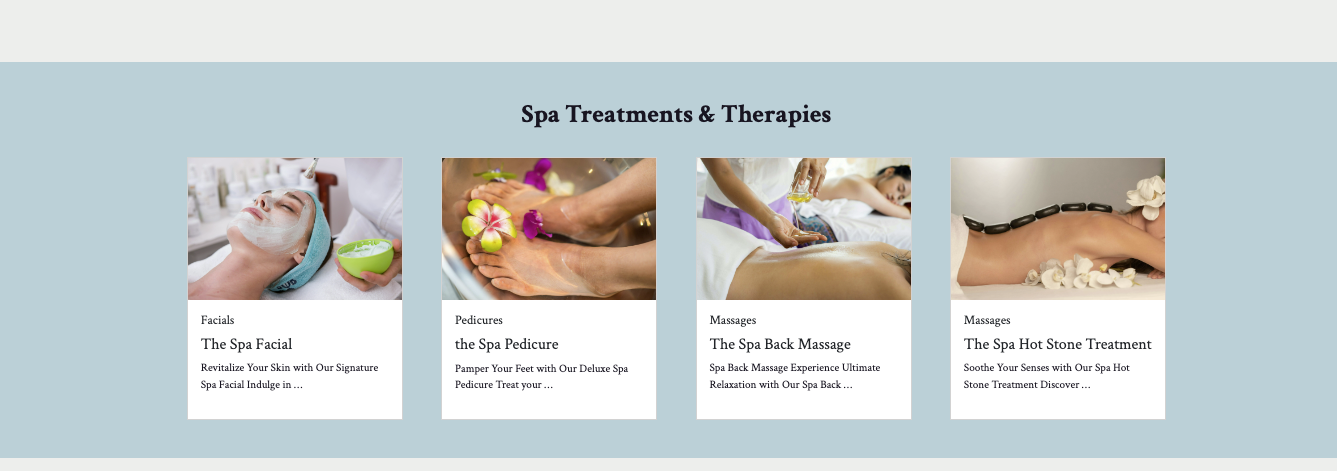 Spa Treatments & Therapies
Facials
The Spa Facial
Revitalize Your Skin with Our Signature
Spa Facial Indulge in …
Pedicures
the Spa Pedicure
Pamper Your Feet with Our Deluxe Spa
Pedicure Treat your …
Massages
The Spa Back Massage
Spa Back Massage Experience Ultimate
Relaxation with Our Spa Back …
Massages
The Spa Hot Stone Treatment
Soothe Your Senses with Our Spa Hot
Stone Treatment Discover …